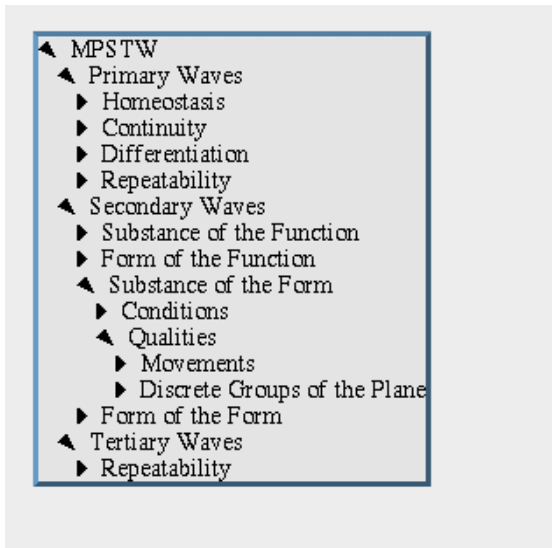 MPSTW
Primary Waves
Homeostasis
Continuity
Differentiation
Repeatability
Secondary Waves
Substance of the Function
Form of the Function
Substance of the Form
Conditions
Qualities
Movements
Discrete Groups of the Plane
Form of the Form
Tertiary Waves
Repeatability